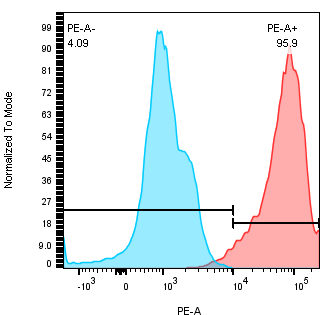 PE-A-
4.09
PE-A+
95.9
99
90
81
72
63
54
45
36
27
18
9.0
0
Normalized To Mode
-10³ 0 10³ 10⁴ 10⁵
PE-A